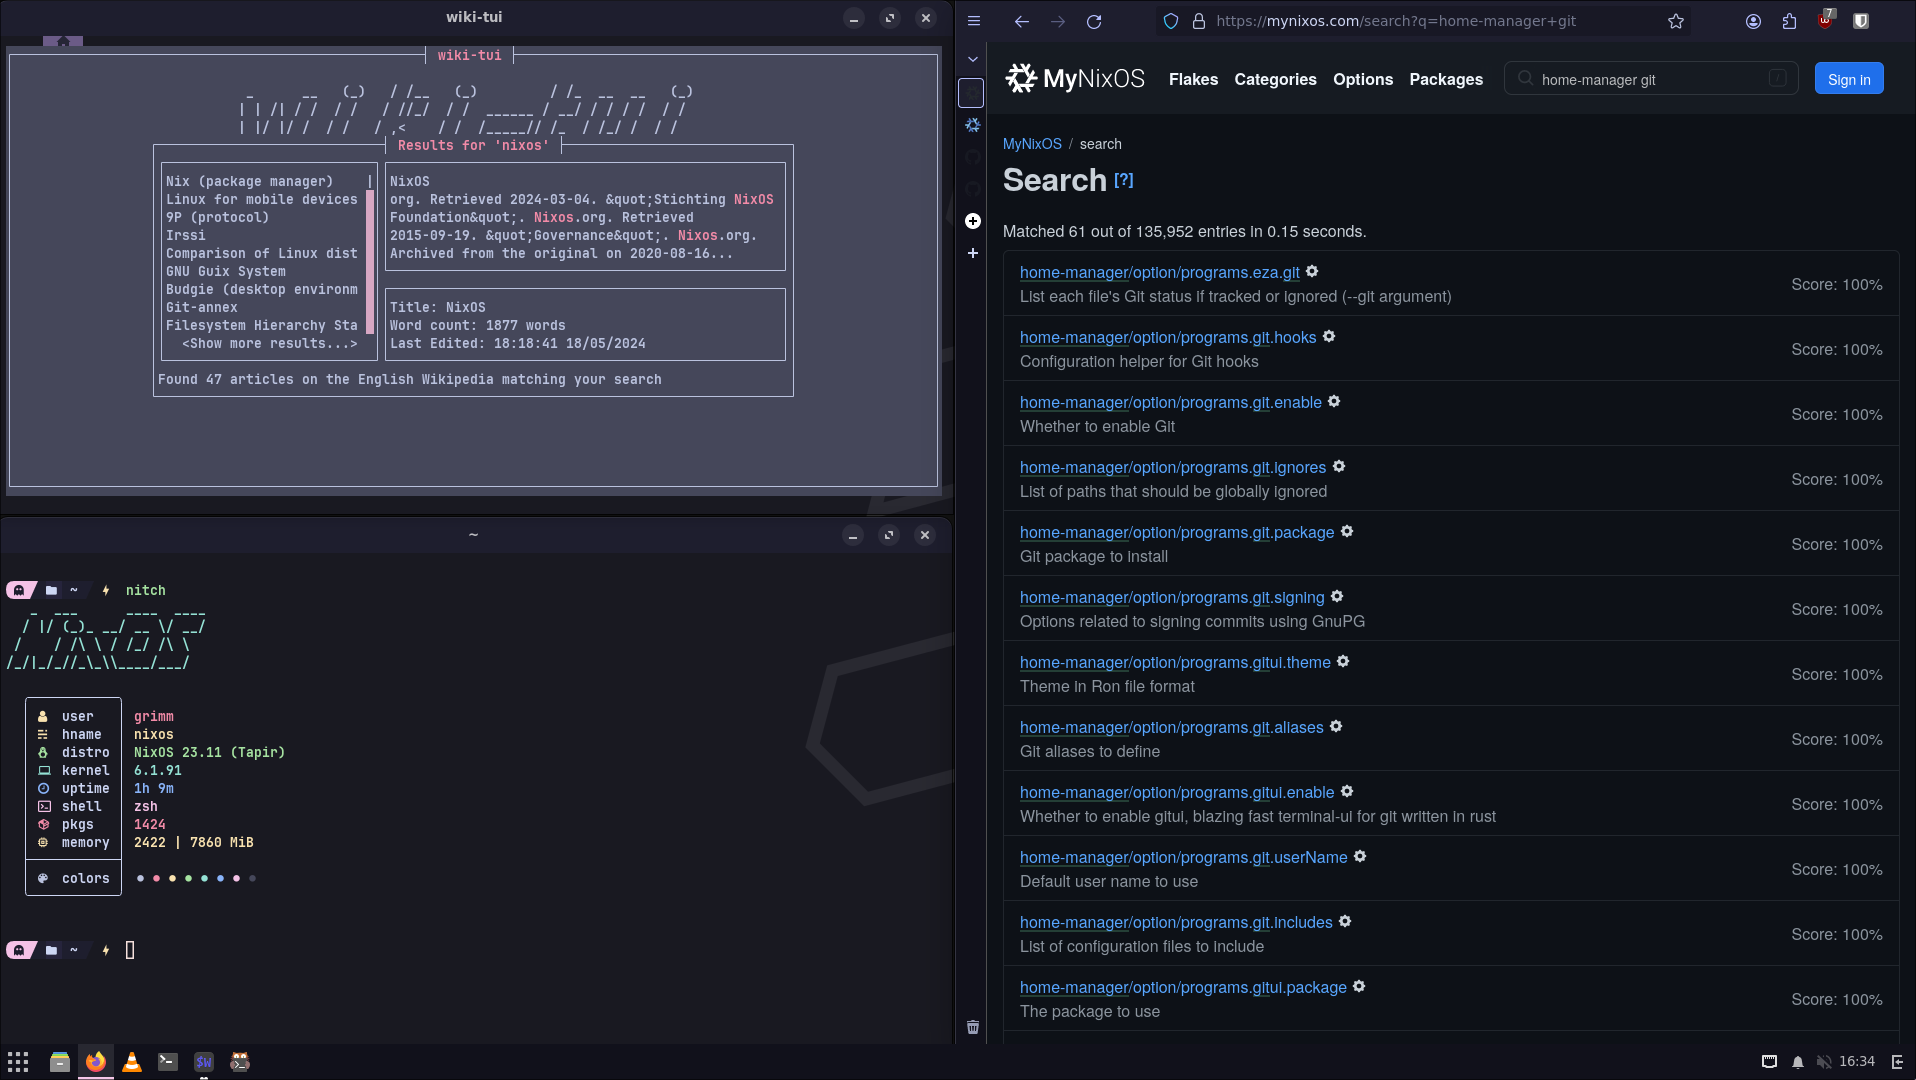 wiki-tui
wiki-tui
Results for 'nixos'
Nix (package manager)
Linux for mobile devices
9P (protocol)
Irssi
Comparison of Linux dist
GNU Guix System
Budgie (desktop environm
Git-annex
Filesystem Hierarchy Sta
<Show more results...>
NixOS
org. Retrieved 2024-03-04. &quot;Stichting NixOS
Foundation&quot;. Nixos.org. Retrieved
2015-09-19. &quot;Governance&quot;. Nixos.org.
Archived from the original on 2020-08-16...
Title: NixOS
Word count: 1877 words
Last Edited: 18:18:41 18/05/2024
Found 47 articles on the English Wikipedia matching your search
~
~ nitch
NixOS
user grimm
hname nixos
distro NixOS 23.11 (Tapir)
kernel 6.1.91
uptime 1h 9m
shell zsh
pkgs 1424
memory 2422 | 7860 MiB
colors
~
https://mynixos.com/search?q=home-manager+git
7
MyNixOS
Flakes
Categories
Options
Packages
home-manager git
/
Sign in
MyNixOS / search
Search [?]
Matched 61 out of 135,952 entries in 0.15 seconds.
home-manager/option/programs.eza.git
List each file's Git status if tracked or ignored (--git argument)
Score: 100%
home-manager/option/programs.git.hooks
Configuration helper for Git hooks
Score: 100%
home-manager/option/programs.git.enable
Whether to enable Git
Score: 100%
home-manager/option/programs.git.ignores
List of paths that should be globally ignored
Score: 100%
home-manager/option/programs.git.package
Git package to install
Score: 100%
home-manager/option/programs.git.signing
Options related to signing commits using GnuPG
Score: 100%
home-manager/option/programs.gitui.theme
Theme in Ron file format
Score: 100%
home-manager/option/programs.git.aliases
Git aliases to define
Score: 100%
home-manager/option/programs.gitui.enable
Whether to enable gitui, blazing fast terminal-ui for git written in rust
Score: 100%
home-manager/option/programs.git.userName
Default user name to use
Score: 100%
home-manager/option/programs.git.includes
List of configuration files to include
Score: 100%
home-manager/option/programs.gitui.package
The package to use
Score: 100%
$W
16:34